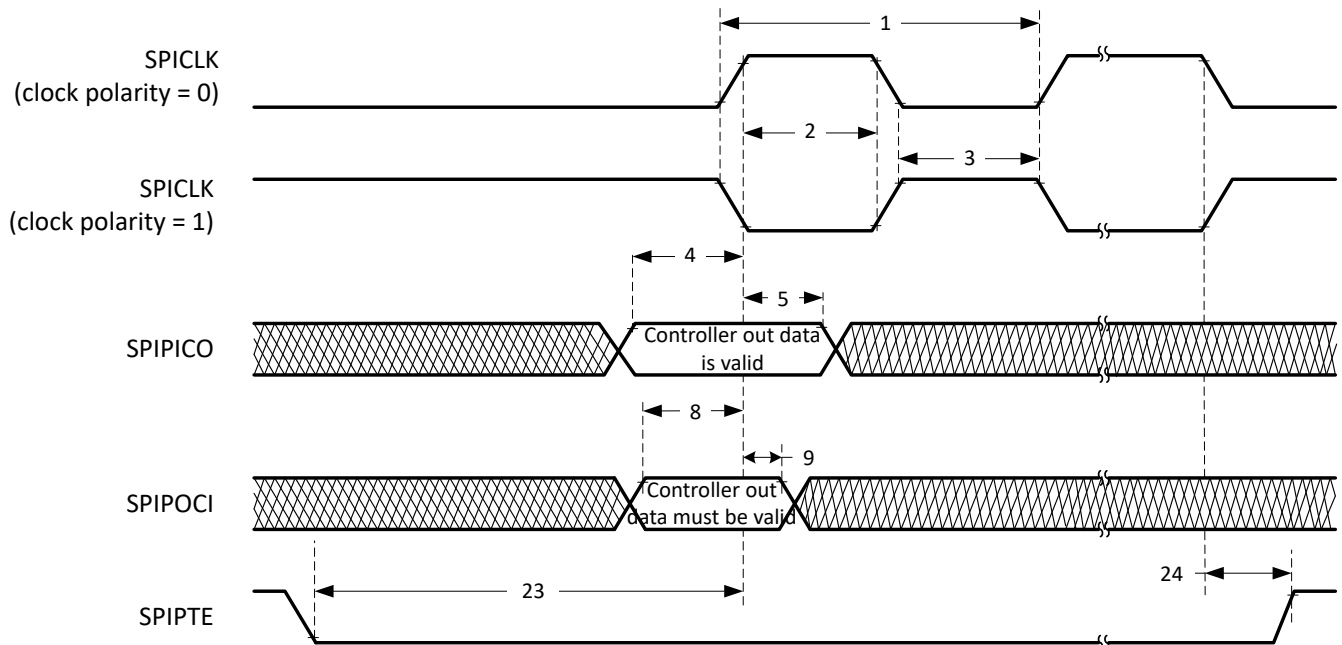 1
SPICLK
(clock polarity = 0)
2
3
SPICLK
(clock polarity = 1)
4
5
SPIPICO
Controller out data
is valid
8
9
SPIPOCI
Controller out
data must be valid
23
24
SPIPTE